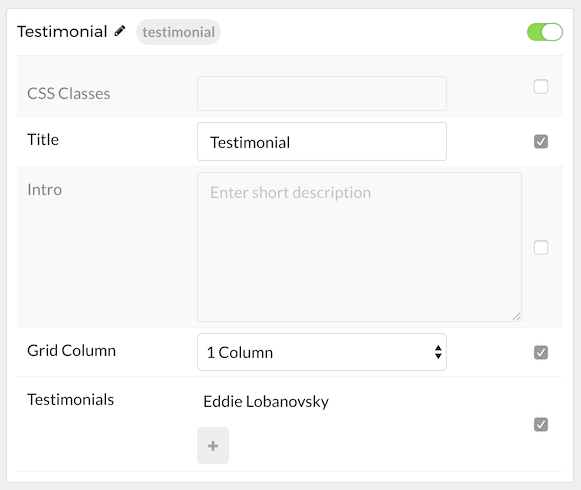 Testimonial testimonial
CSS Classes
Title Testimonial
Intro Enter short description
Grid Column 1 Column
Testimonials Eddie Lobanovsky
+